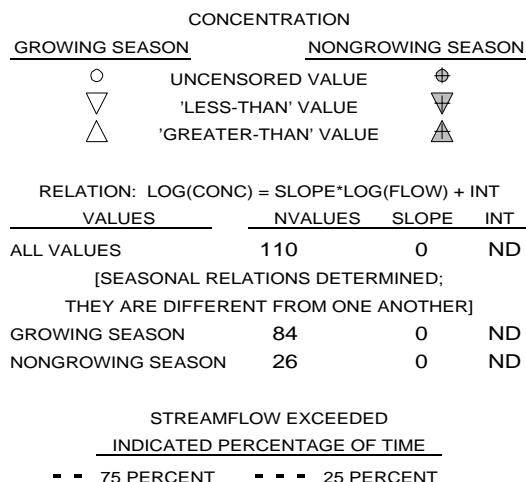 CONCENTRATION
GROWING SEASON NONGROWING SEASON
UNCENSORED VALUE
'LESS-THAN' VALUE
'GREATER-THAN' VALUE
RELATION: LOG(CONC) = SLOPE*LOG(FLOW) + INT
VALUES NVALUES SLOPE INT
ALL VALUES 110 0 ND
[SEASONAL RELATIONS DETERMINED;
THEY ARE DIFFERENT FROM ONE ANOTHER]
GROWING SEASON 84 0 ND
NONGROWING SEASON 26 0 ND
STREAMFLOW EXCEEDED
INDICATED PERCENTAGE OF TIME
75 PERCENT 25 PERCENT